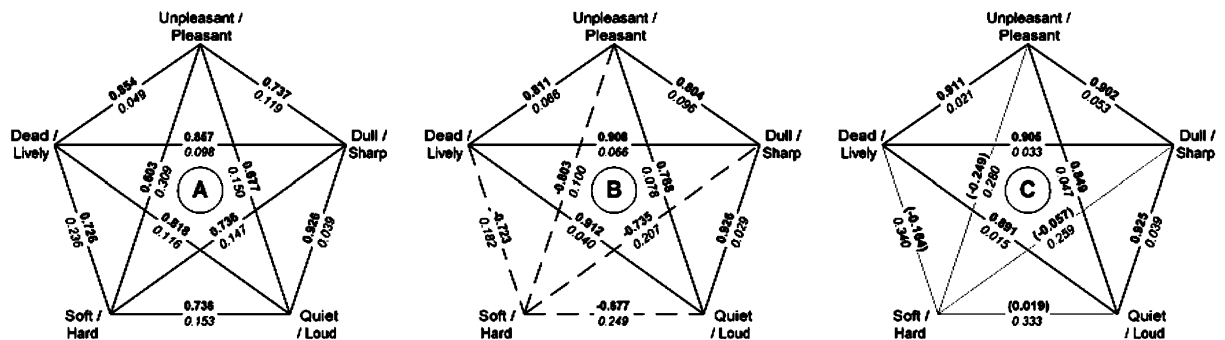 Unpleasant /
Pleasant
0.854
0.049
0.737
0.119
Dead /
Lively
0.857
0.098
Dull /
Sharp
0.603
0.309
0.677
0.150
A
0.726
0.236
0.818
0.116
0.736
0.147
0.926
0.039
Soft /
Hard
0.736
0.153
Quiet
/ Loud
Unpleasant /
Pleasant
0.811
0.066
0.804
0.095
Dead /
Lively
0.906
0.066
Dull /
Sharp
-0.803
0.100
0.788
0.078
B
-0.723
0.182
0.912
0.040
-0.735
0.207
0.926
0.029
Soft /
Hard
-0.677
0.249
Quiet
/ Loud
Unpleasant /
Pleasant
0.911
0.021
0.902
0.053
Dead /
Lively
0.905
0.033
Dull /
Sharp
(-0.249)
0.280
0.849
0.047
C
(-0.164)
0.340
0.891
0.015
(-0.057)
0.259
0.925
0.039
Soft /
Hard
(0.019)
0.333
Quiet
/ Loud